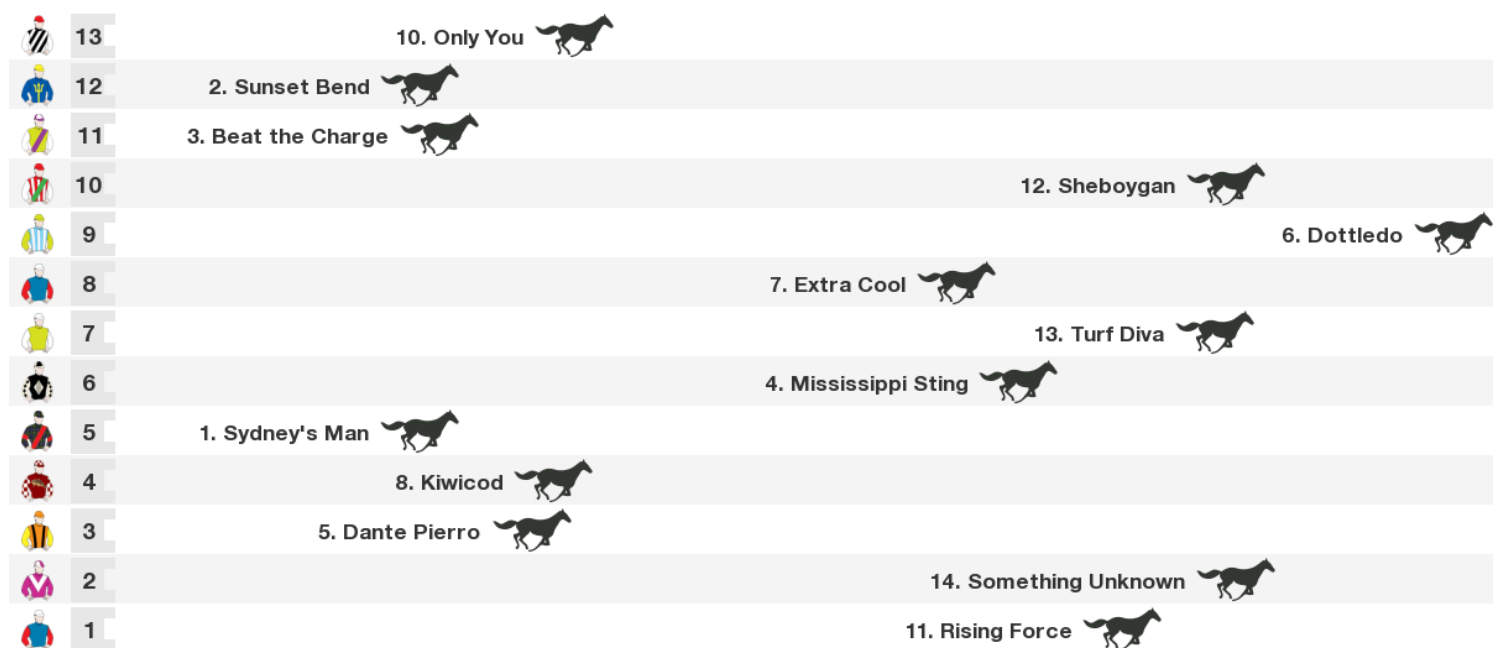 13 10. Only You
12 2. Sunset Bend
11 3. Beat the Charge
10 12. Sheboygan
9 6. Dottledo
8 7. Extra Cool
7 13. Turf Diva
6 4. Mississippi Sting
5 1. Sydney's Man
4 8. Kiwicod
3 5. Dante Pierro
2 14. Something Unknown
1 11. Rising Force